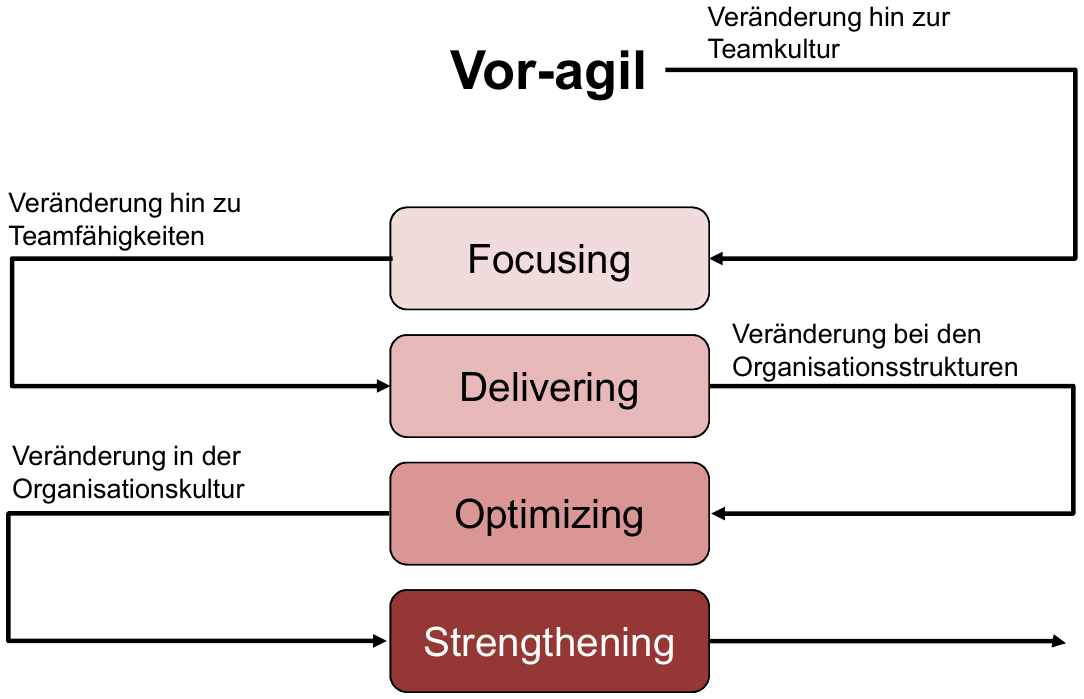 Veränderung hin zur
Teamkultur
Vor-agil
Veränderung hin zu
Teamfähigkeiten
Focusing
Veränderung bei den
Organisationsstrukturen
Delivering
Veränderung in der
Organisationskultur
Optimizing
Strengthening